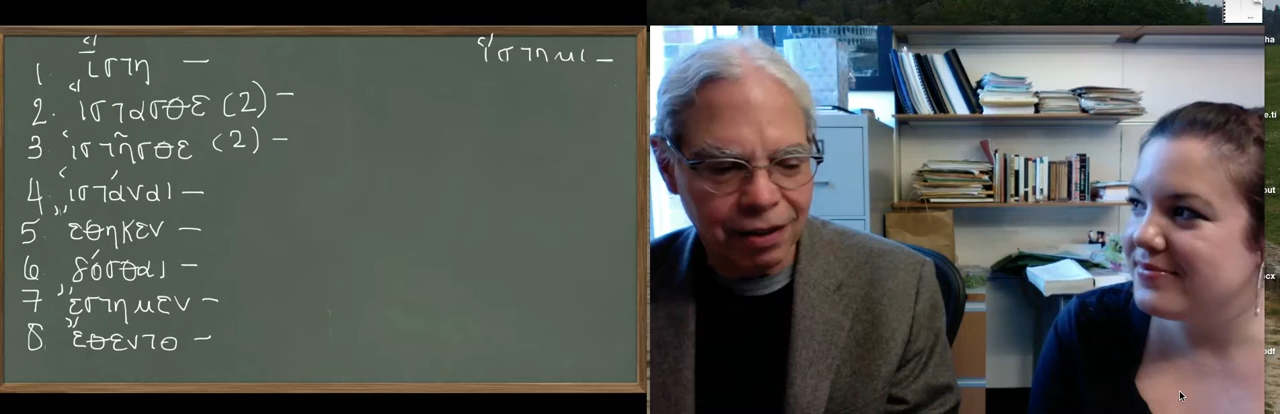 1. ἵστη —
ἵστημι —
2. ἵστασθε (2) —
3 ἱστῆσθε (2) —
4. ἱστάναι —
5. ἔθηκεν —
6 δόσθαι —
7 ἔστημεν —
8. ἔθεντο —